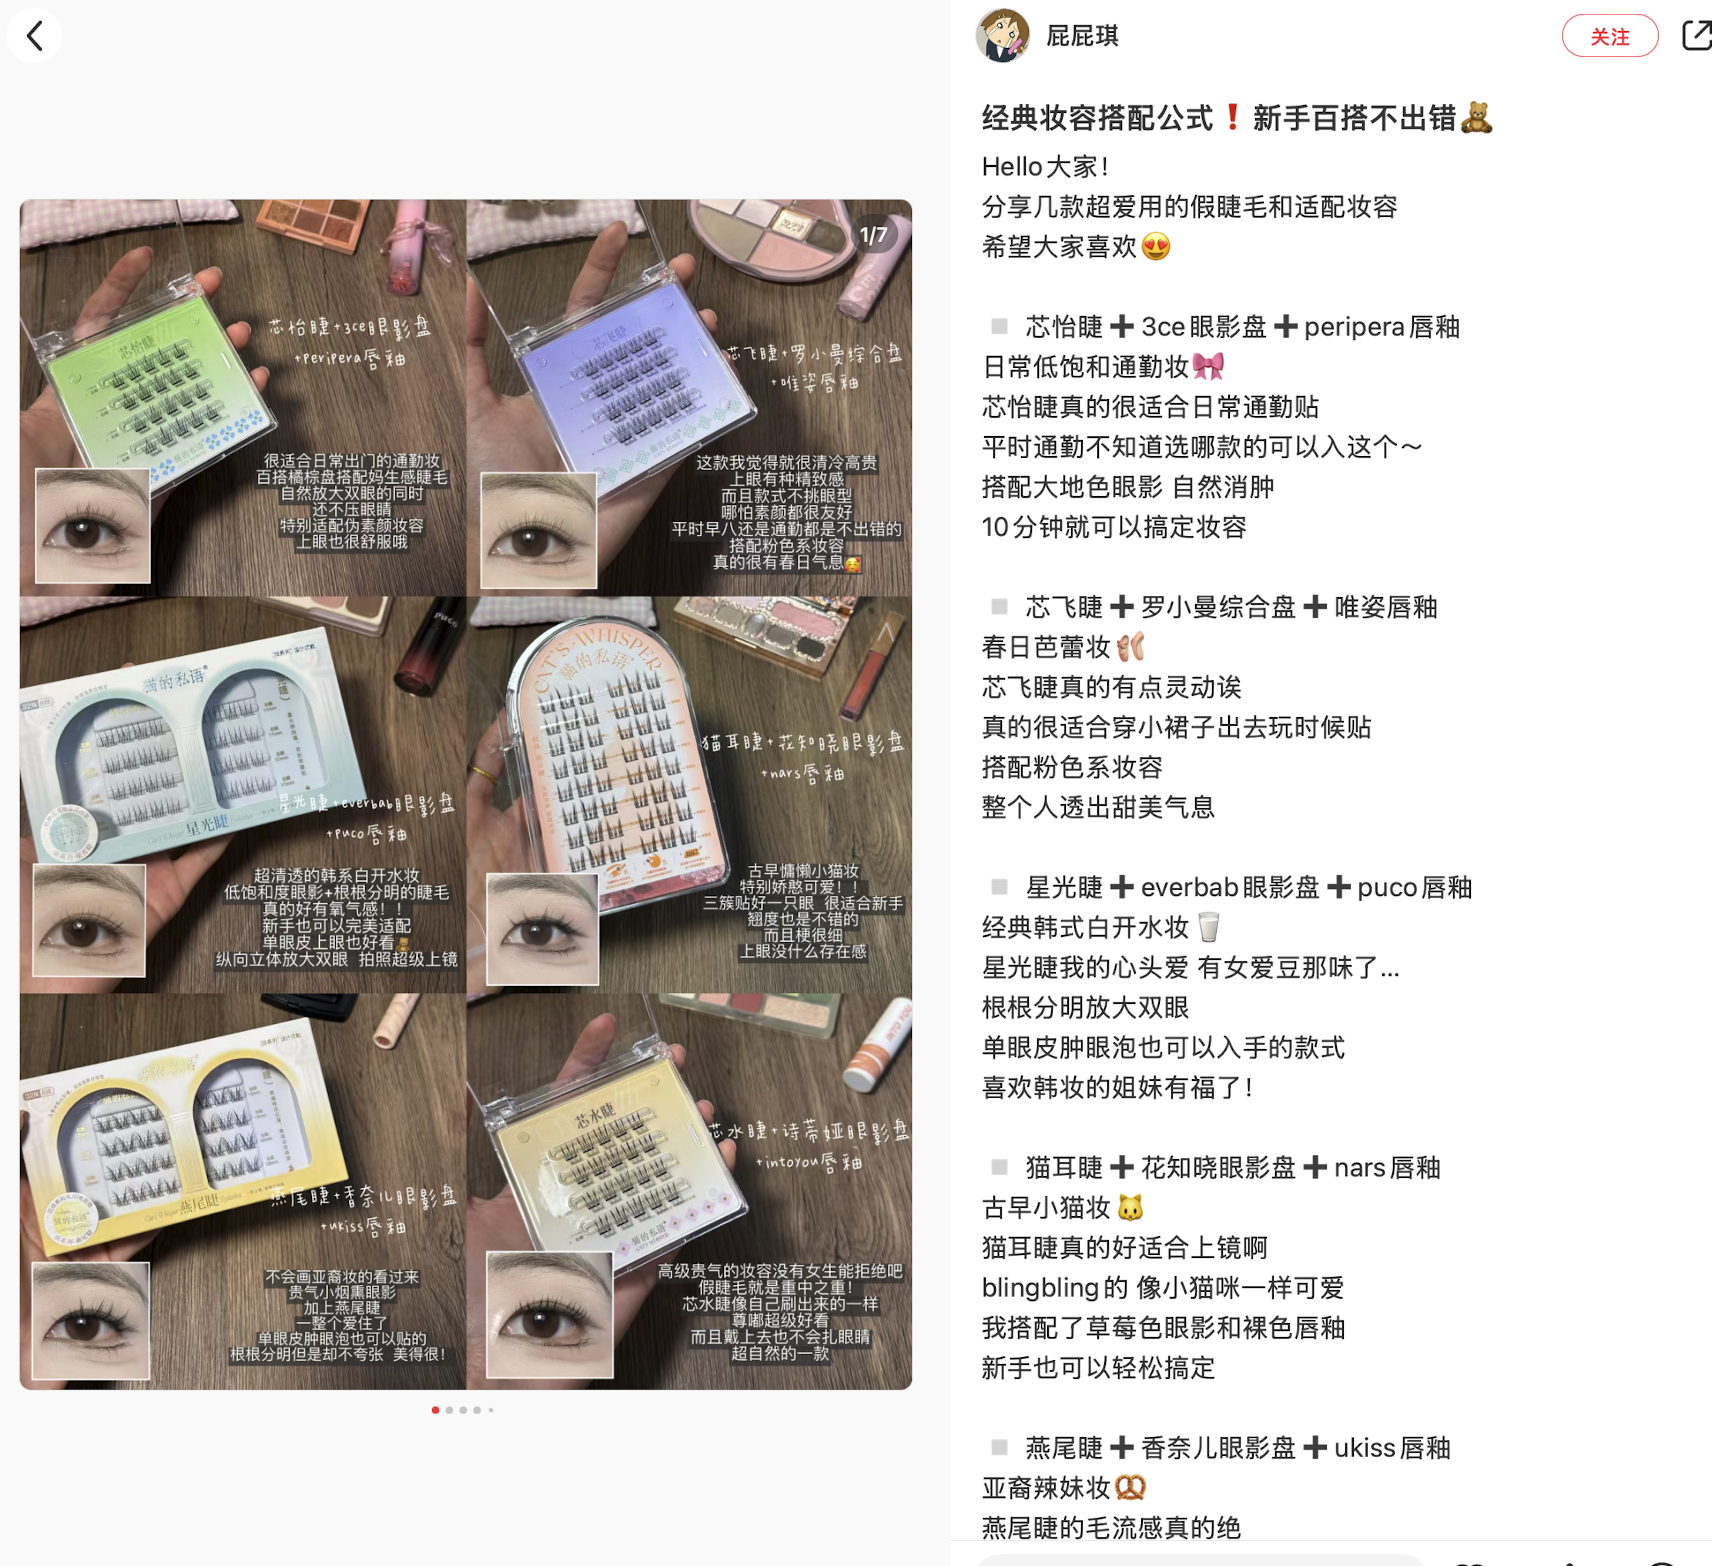 屁屁琪
关注
经典妆容搭配公式❗新手百搭不出错🧸
Hello大家！
分享几款超爱用的假睫毛和适配妆容
希望大家喜欢😍
◽ 芯怡睫➕3ce眼影盘➕peripera唇釉
日常低饱和通勤妆🎀
芯怡睫真的很适合日常通勤贴
平时通勤不知道选哪款的可以入这个～
搭配大地色眼影 自然消肿
10分钟就可以搞定妆容
◽ 芯飞睫➕罗小曼综合盘➕唯姿唇釉
春日芭蕾妆🩰
芯飞睫真的有点灵动诶
真的很适合穿小裙子出去玩时候贴
搭配粉色系妆容
整个人透出甜美气息
◽ 星光睫➕everbab眼影盘➕puco唇釉
经典韩式白开水妆🥛
星光睫我的心头爱 有女爱豆那味了...
根根分明放大双眼
单眼皮肿眼泡也可以入手的款式
喜欢韩妆的姐妹有福了！
◽ 猫耳睫➕花知晓眼影盘➕nars唇釉
古早小猫妆🐱
猫耳睫真的好适合上镜啊
blingbling的 像小猫咪一样可爱
我搭配了草莓色眼影和裸色唇釉
新手也可以轻松搞定
◽ 燕尾睫➕香奈儿眼影盘➕ukiss唇釉
亚裔辣妹妆🥨
燕尾睫的毛流感真的绝
1/7
芯怡睫
芯怡睫+3ce眼影盘
+peripera唇釉
猫的私语
很适合日常出门的通勤妆
百搭橘棕盘搭配妈生感睫毛
自然放大双眼的同时
还不压眼睛
特别适配伪素颜妆容
上眼也很舒服哦
芯飞睫
芯飞睫+罗小曼综合盘
+唯姿唇釉
猫的私语
这款我觉得就很清冷高贵
上眼有种精致感
而且款式不挑眼型
哪怕素颜都很友好
平时早八还是通勤都是不出错的
搭配粉色系妆容
真的很有春日气息🥰
puco
猫的私语
星光睫
星光睫+everbab眼影盘
+puco唇釉
超清透的韩系白开水妆
低饱和度眼影+根根分明的睫毛
真的好有氧气感！！
新手也可以完美适配
单眼皮上眼也好看🧸
纵向立体放大双眼 拍照超级上镜
CAT'S·WHISPER
猫的私语
猫耳睫+花知晓眼影盘
+nars唇釉
古早慵懒小猫妆
特别娇憨可爱！！
三簇贴好一只眼 很适合新手
翘度也是不错的
而且梗很细
上眼没什么存在感
燕尾睫
燕尾睫+香奈儿眼影盘
+ukiss唇釉
不会画亚裔妆的看过来
贵气小烟熏眼影
加上燕尾睫
一整个爱住了
单眼皮肿眼泡也可以贴的
根根分明但是却不夸张 美得很！
INTO YOU
芯水睫
芯水睫+诗蒂娅眼影盘
+intoyou唇釉
猫的私语
高级贵气的妆容没有女生能拒绝吧
假睫毛就是重中之重！
芯水睫像自己刷出来的一样
尊嘟超级好看
而且戴上去也不会扎眼睛
超自然的一款